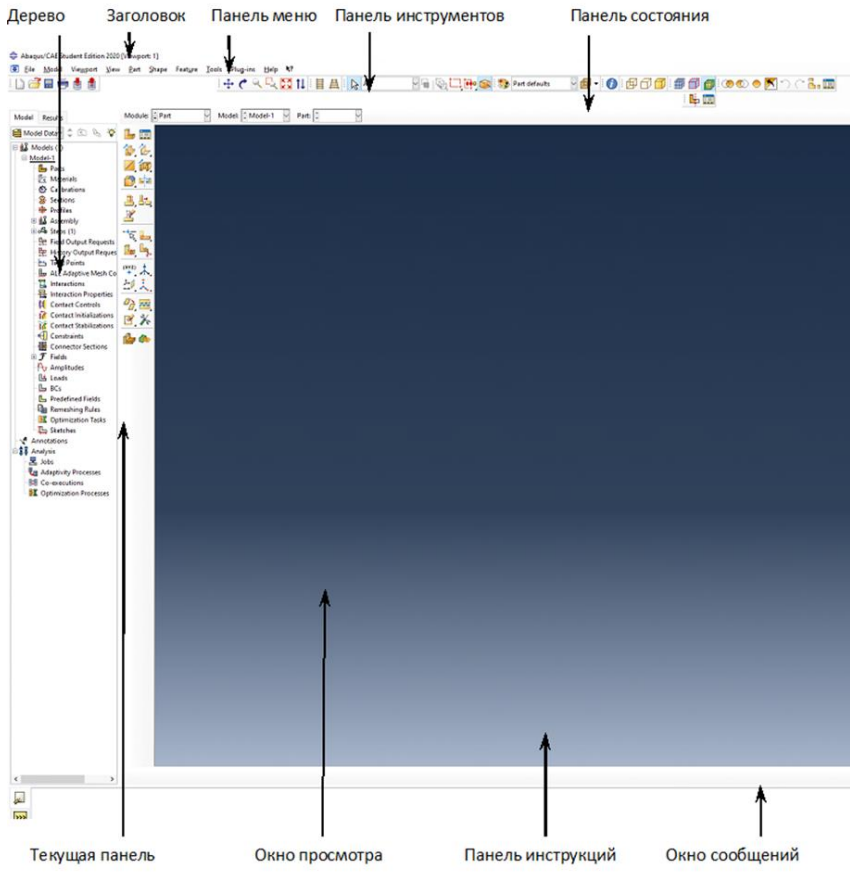 Дерево Заголовок Панель меню Панель инструментов Панель состояния
Abaqus/CAE Student Edition 2020 [Viewport: 1]
File Model Viewport View Part Shape Feature Tools Plug-ins Help
Part defaults
Model Results Module: Part Model: Model-1 Part:
Model Data
Models (1)
Model-1
Parts
Materials
Calibrations
Sections
Profiles
Assembly
Steps (1)
Field Output Requests
History Output Reques
Time Points
ALE Adaptive Mesh Co
Interactions
Interaction Properties
Contact Controls
Contact Initializations
Contact Stabilizations
Constraints
Connector Sections
Fields
Amplitudes
Loads
BCs
Predefined Fields
Remeshing Rules
Optimization Tasks
Sketches
Annotations
Analysis
Jobs
Adaptivity Processes
Co-executions
Optimization Processes
>>>
Текущая панель Окно просмотра Панель инструкций Окно сообщений